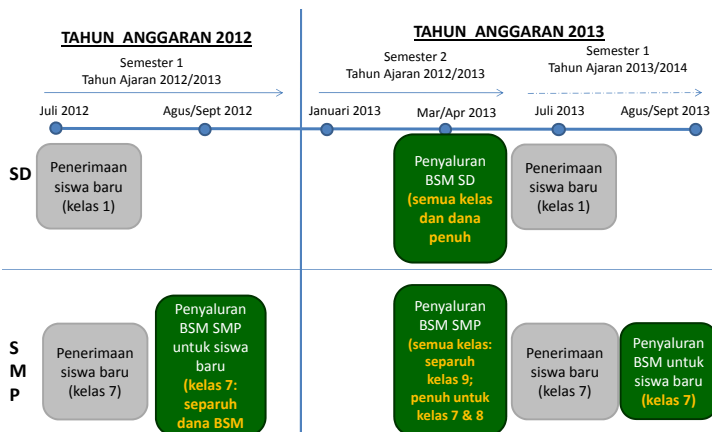 TAHUN ANGGARAN 2012
Semester 1
Tahun Ajaran 2012/2013
TAHUN ANGGARAN 2013
Semester 2
Tahun Ajaran 2012/2013
Semester 1
Tahun Ajaran 2013/2014
Juli 2012
Agus/Sept 2012
Januari 2013
Mar/Apr 2013
Juli 2013
Agus/Sept 2013
SD
Penerimaan
siswa baru
(kelas 1)
Penyaluran
BSM SD
(semua kelas
dan dana
penuh
Penerimaan
siswa baru
(kelas 1)
S
M
P
Penerimaan
siswa baru
(kelas 7)
Penyaluran
BSM SMP
untuk siswa
baru
(kelas 7:
separuh
dana BSM
Penyaluran
BSM SMP
(semua kelas:
separuh
kelas 9;
penuh untuk
kelas 7 & 8
Penerimaan
siswa baru
(kelas 7)
Penyaluran
BSM untuk
siswa baru
(kelas 7)